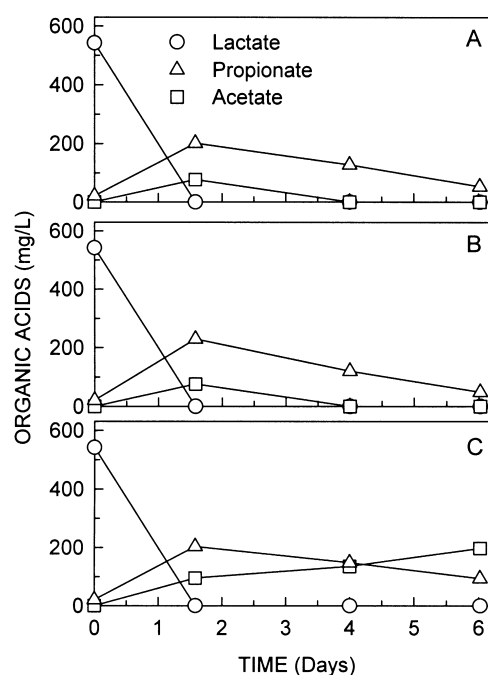 600
400
200
0
A
Lactate
Propionate
Acetate
600
400
200
0
B
ORGANIC ACIDS (mg/L)
600
400
200
0
C
0 1 2 3 4 5 6
TIME (Days)